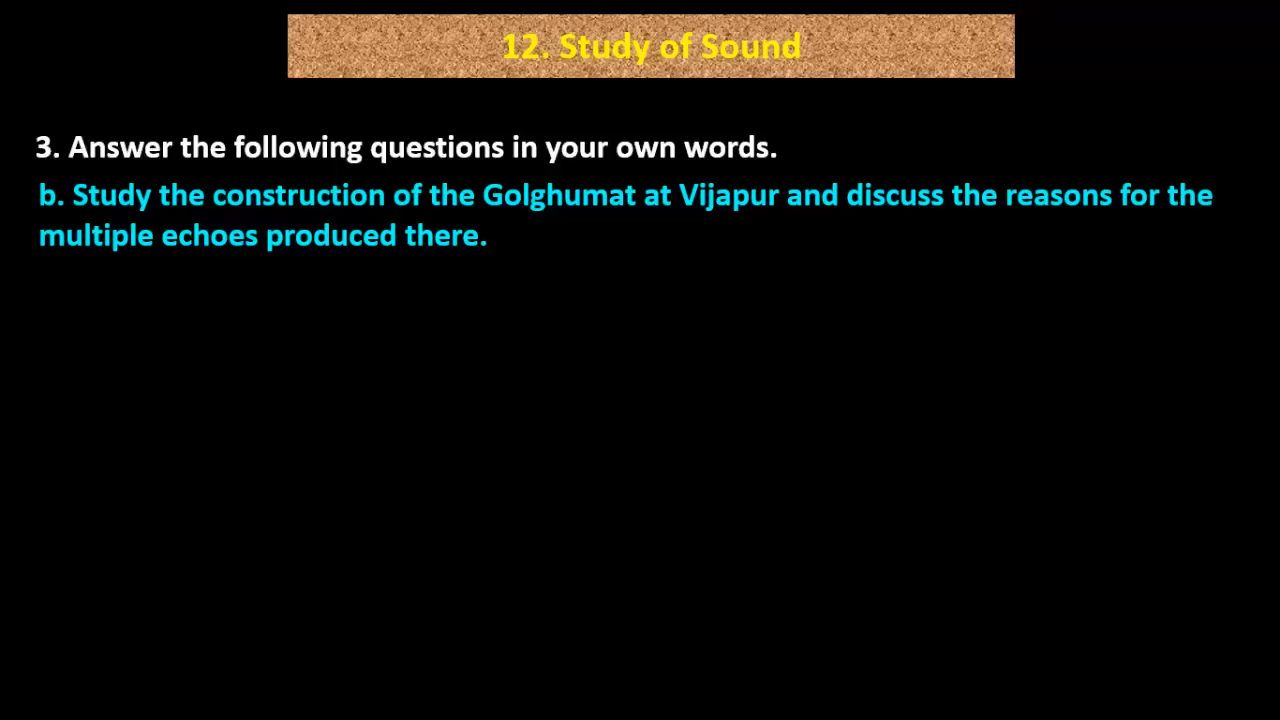 12. Study of Sound
3. Answer the following questions in your own words.
b. Study the construction of the Golghumat at Vijapur and discuss the reasons for the
multiple echoes produced there.